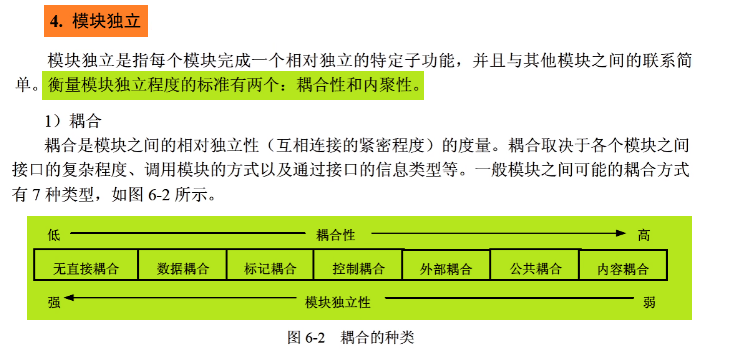 4. 模块独立
模块独立是指每个模块完成一个相对独立的特定子功能，并且与其他模块之间的联系简
单。衡量模块独立程度的标准有两个：耦合性和内聚性。
1）耦合
耦合是模块之间的相对独立性（互相连接的紧密程度）的度量。耦合取决于各个模块之间
接口的复杂程度、调用模块的方式以及通过接口的信息类型等。一般模块之间可能的耦合方式
有 7 种类型，如图 6-2 所示。
低 耦合性 高
无直接耦合 数据耦合 标记耦合 控制耦合 外部耦合 公共耦合 内容耦合
强 模块独立性 弱
图 6-2 耦合的种类